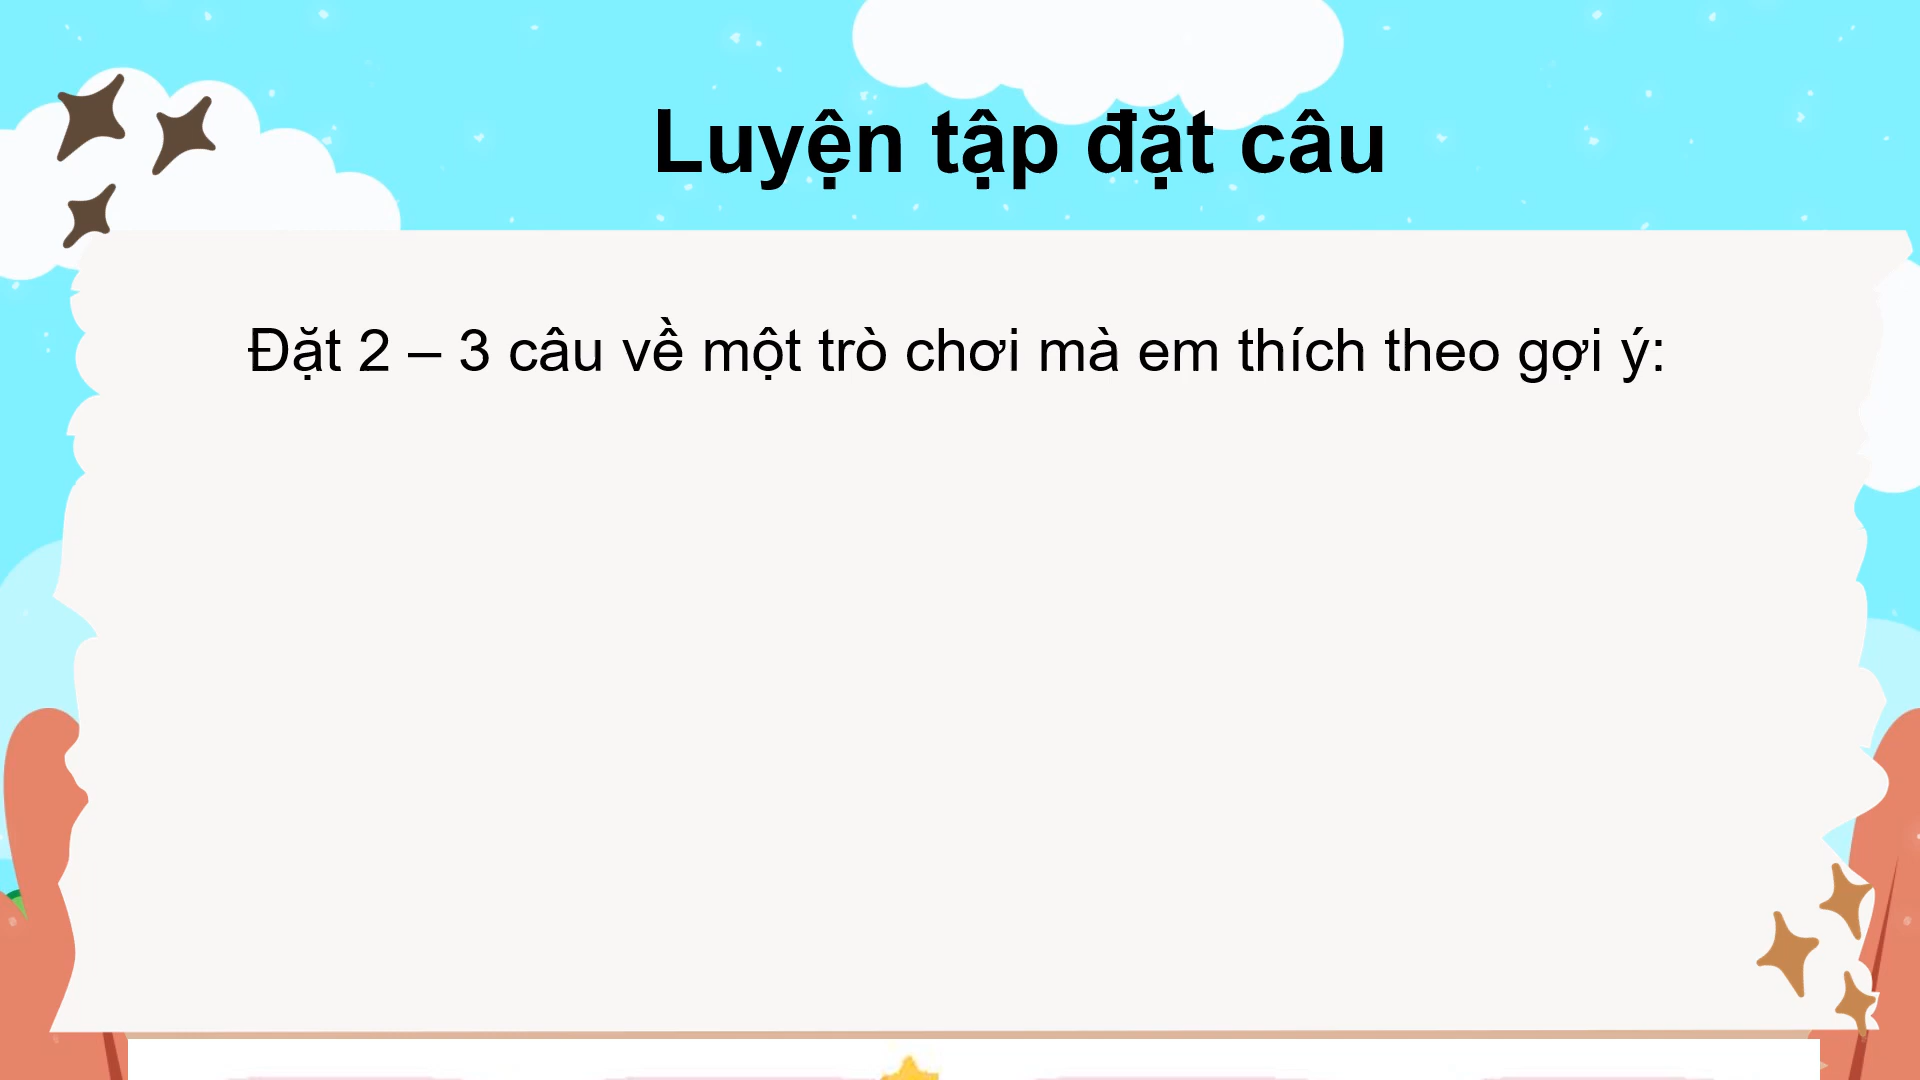 Luyện tập đặt câu
Đặt 2 – 3 câu về một trò chơi mà em thích theo gợi ý: